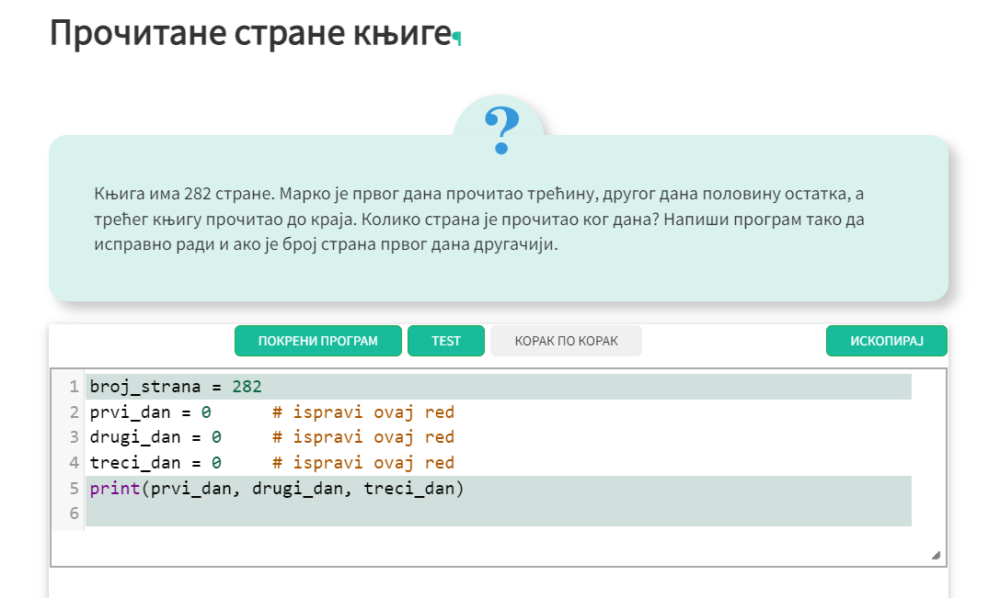 Прочитане стране књиге¶
?
Књига има 282 стране. Марко је првог дана прочитао трећину, другог дана половину остатка, а
трећег књигу прочитао до краја. Колико страна је прочитао ког дана? Напиши програм тако да
исправно ради и ако је број страна првог дана другачији.
ПОКРЕНИ ПРОГРАМ TEST КОРАК ПО КОРАК ИСКОПИРАЈ
1 broj_strana = 282
2 prvi_dan = 0 # ispravi ovaj red
3 drugi_dan = 0 # ispravi ovaj red
4 treci_dan = 0 # ispravi ovaj red
5 print(prvi_dan, drugi_dan, treci_dan)
6